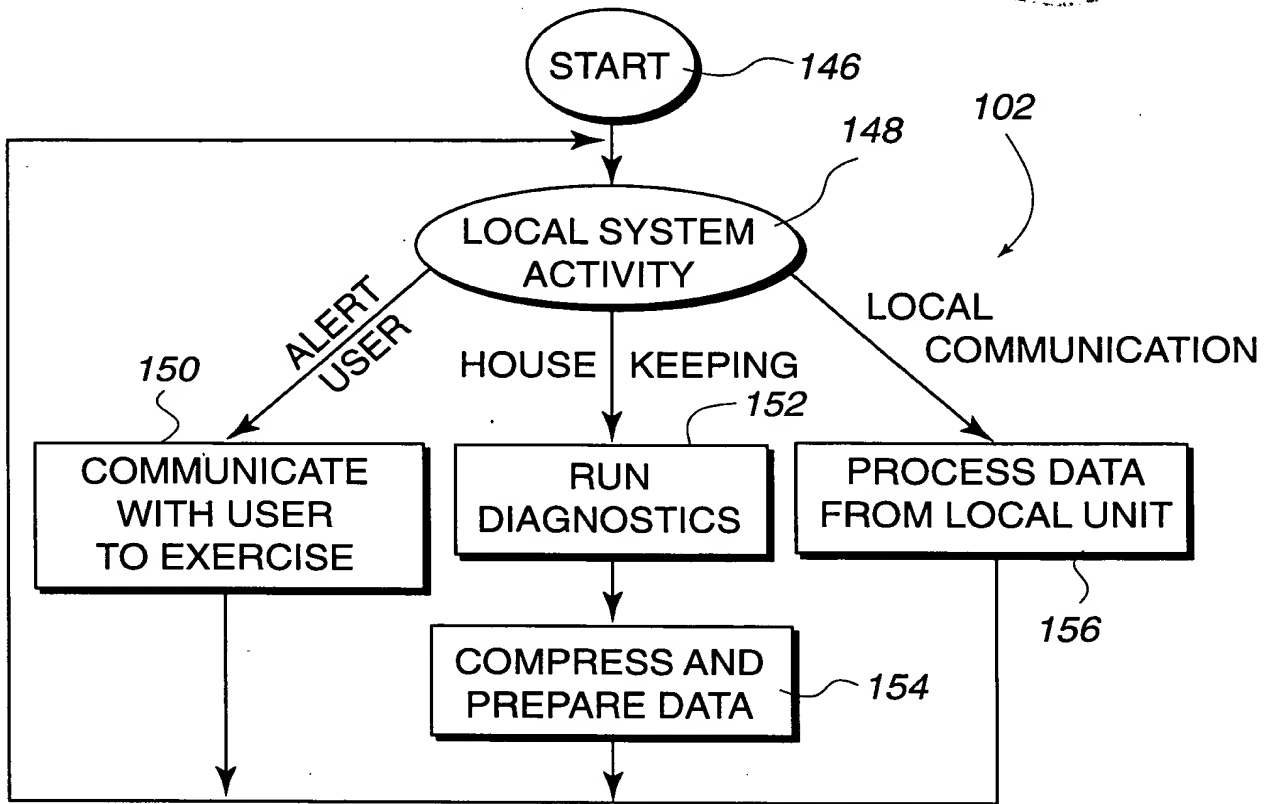 START
146
102
148
LOCAL SYSTEM
ACTIVITY
ALERT
USER
HOUSE KEEPING
LOCAL
COMMUNICATION
150
152
COMMUNICATE
WITH USER
TO EXERCISE
RUN
DIAGNOSTICS
PROCESS DATA
FROM LOCAL UNIT
156
COMPRESS AND
PREPARE DATA
154